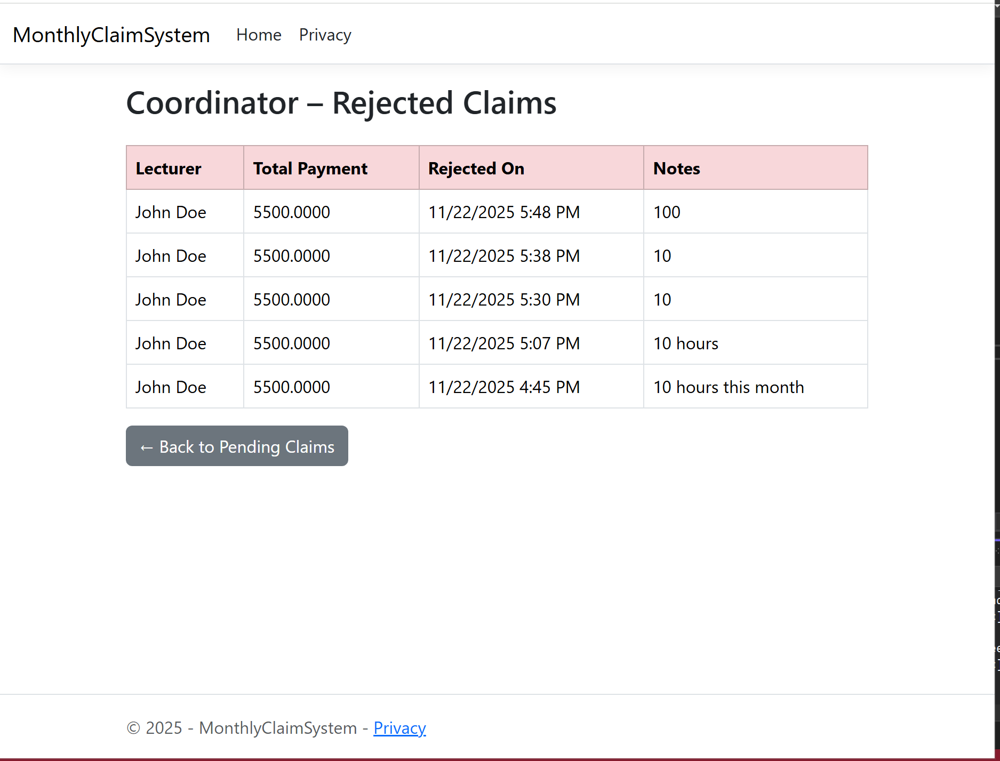 MonthlyClaimSystem Home Privacy
Coordinator – Rejected Claims
Lecturer Total Payment Rejected On Notes
John Doe 5500.0000 11/22/2025 5:48 PM 100
John Doe 5500.0000 11/22/2025 5:38 PM 10
John Doe 5500.0000 11/22/2025 5:30 PM 10
John Doe 5500.0000 11/22/2025 5:07 PM 10 hours
John Doe 5500.0000 11/22/2025 4:45 PM 10 hours this month
← Back to Pending Claims
© 2025 - MonthlyClaimSystem - Privacy